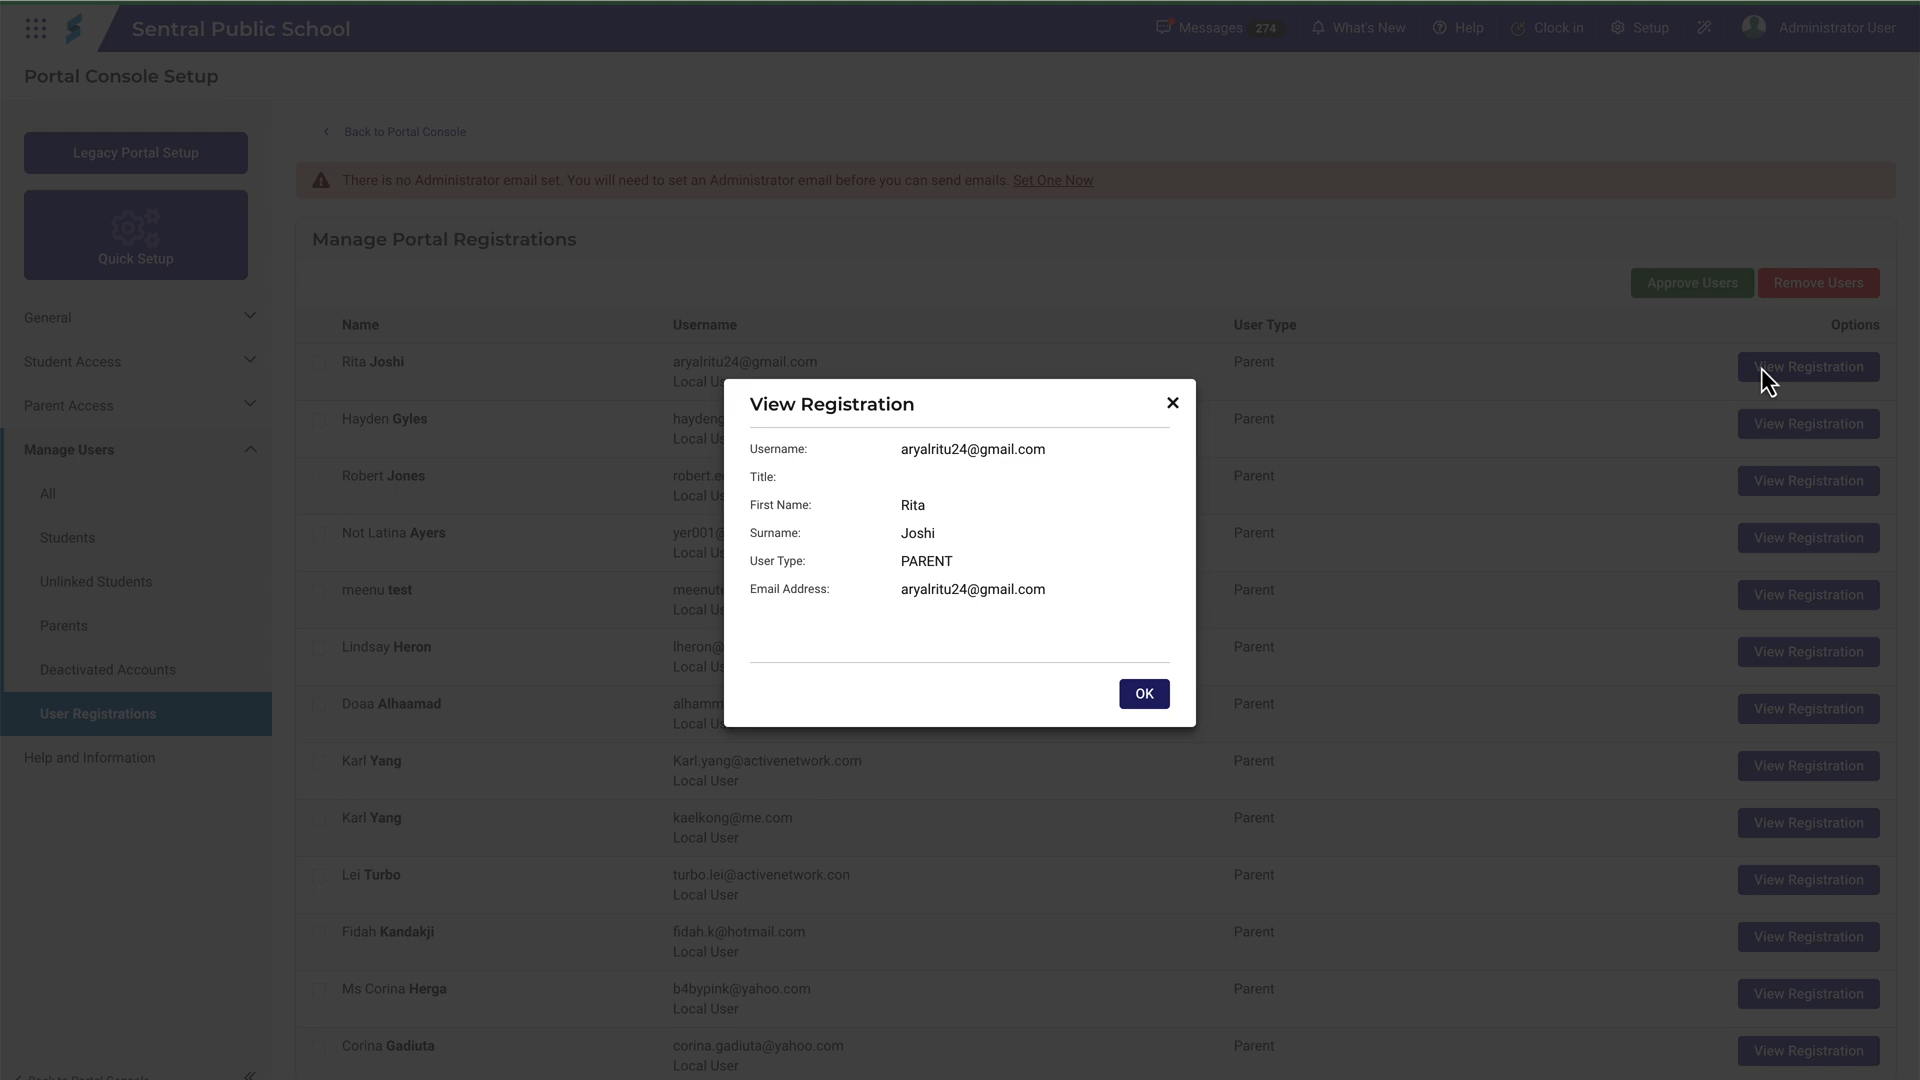 Sentral Public School
Messages 274
What's New
Help
Clock in
Setup
Administrator User
Portal Console Setup
Legacy Portal Setup
Quick Setup
General
Student Access
Parent Access
Manage Users
All
Students
Unlinked Students
Parents
Deactivated Accounts
User Registrations
Help and Information
Back to Portal Console
Back to Portal Console
There is no Administrator email set. You will need to set an Administrator email before you can send emails. Set One Now
Manage Portal Registrations
Approve Users Remove Users
Name Username User Type Options
Rita Joshi aryalritu24@gmail.com Parent View Registration
Local Us
Hayden Gyles haydeng Parent View Registration
Local Us
Robert Jones robert.e Parent View Registration
Local Us
Not Latina Ayers yer001@ Parent View Registration
Local Us
meenu test meenute Parent View Registration
Local Us
Lindsay Heron lheron@ Parent View Registration
Local Us
Doaa Alhaamad alhamm Parent View Registration
Local Us
Karl Yang Karl.yang@activenetwork.com Parent View Registration
Local User
Karl Yang kaelkong@me.com Parent View Registration
Local User
Lei Turbo turbo.lei@activenetwork.con Parent View Registration
Local User
Fidah Kandakji fidah.k@hotmail.com Parent View Registration
Local User
Ms Corina Herga b4bypink@yahoo.com Parent View Registration
Local User
Corina Gadiuta corina.gadiuta@yahoo.com Parent View Registration
Local User
View Registration
Username: aryalritu24@gmail.com
Title:
First Name: Rita
Surname: Joshi
User Type: PARENT
Email Address: aryalritu24@gmail.com
OK